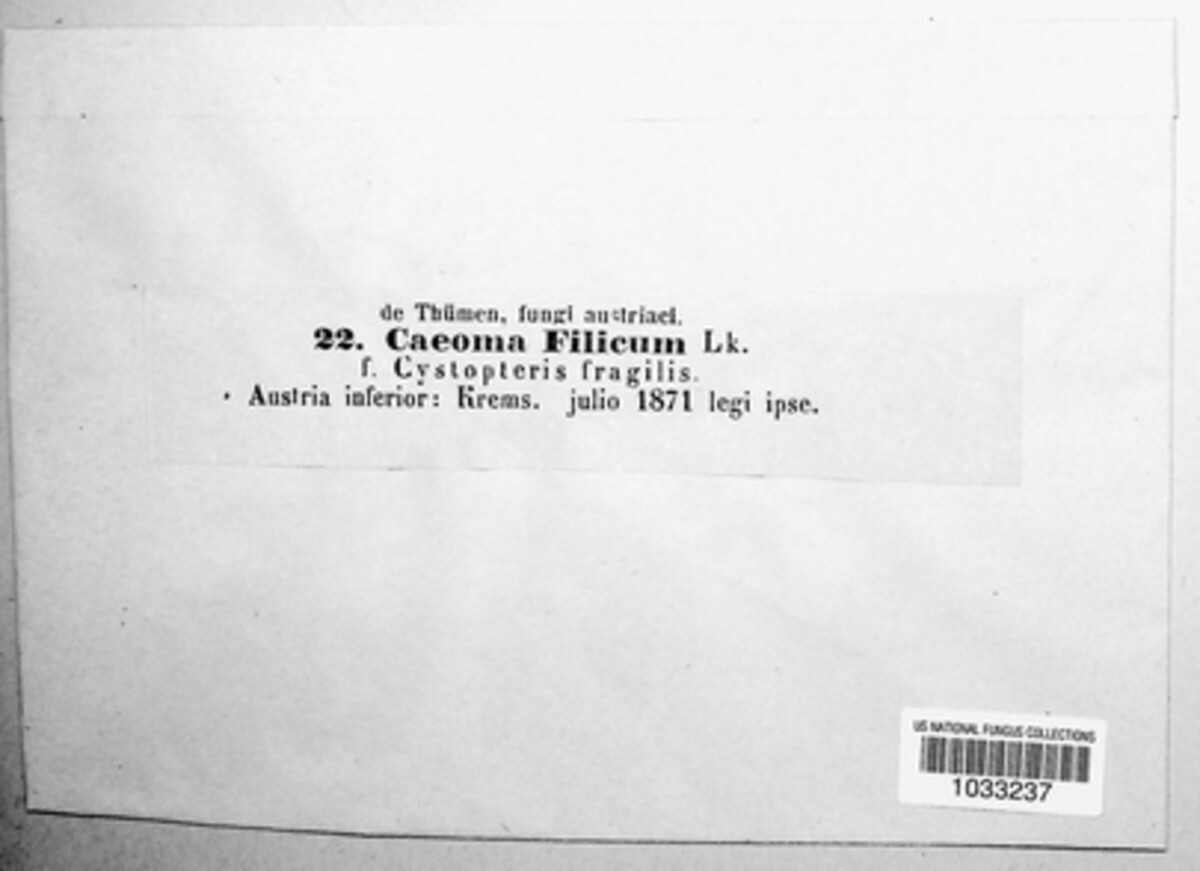 de Thümen, fungi austriaci.
22. Caeoma Filicum Lk.
f. Cystopteris fragilis.
Austria inferior: Krems. julio 1871 legi ipse.
US NATIONAL FUNGUS COLLECTIONS
1033237